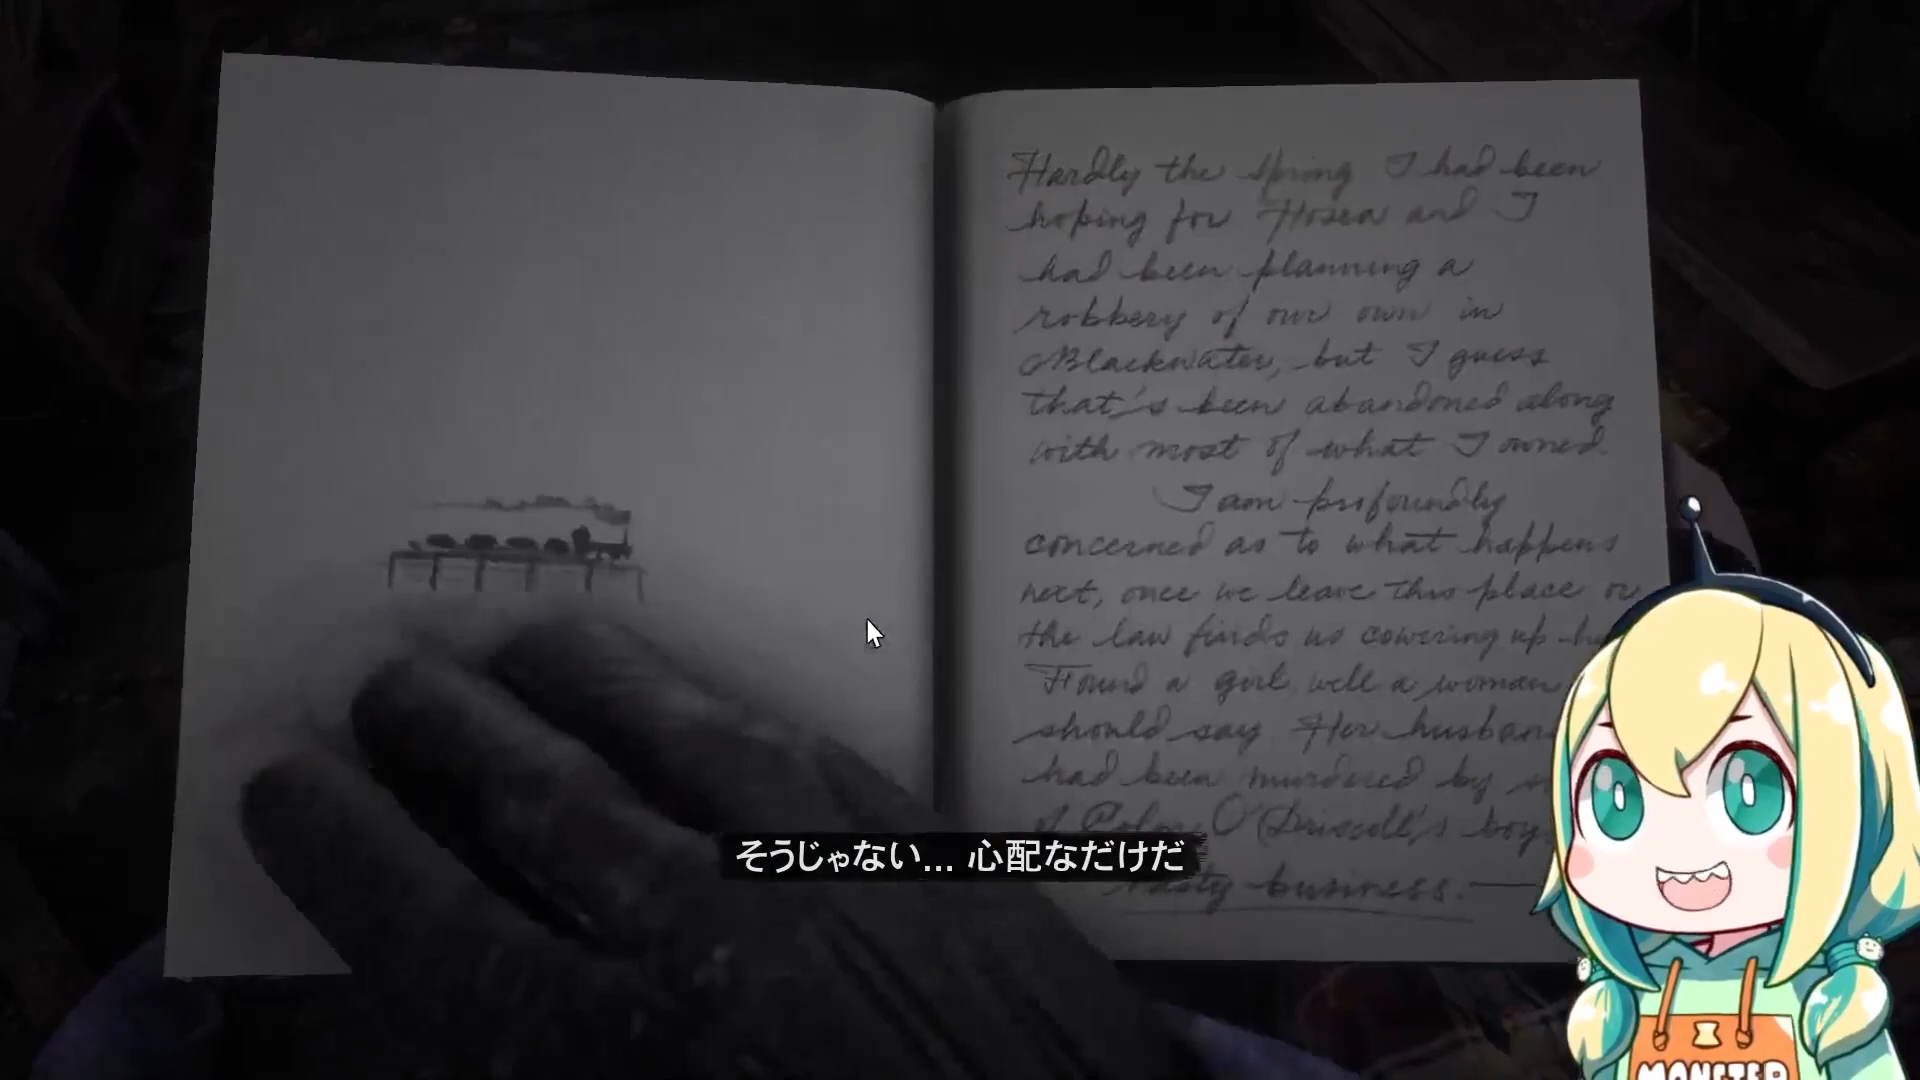 Hardly the Spring I had been
hoping for Hosea and I
had been planning a
robbery of our own in
Blackwater, but I guess
that's been abandoned along
with most of what I owned.
I am profoundly
concerned as to what happens
next, once we leave this place or
the law finds us cowering up
Found a girl, well a woman
should say. Her husban
had been murdered by
of Colm O'Driscoll's boy
nasty business.
そうじゃない... 心配なだけだ
MONSTER